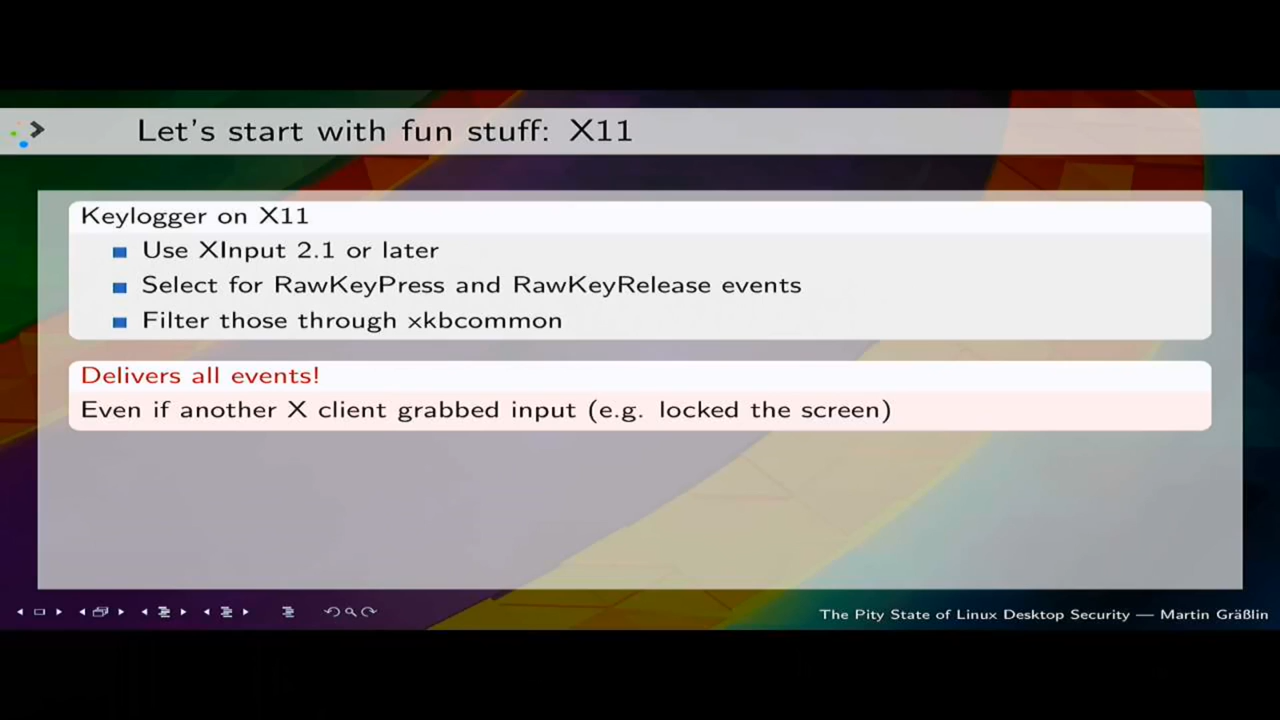 Let's start with fun stuff: X11
Keylogger on X11
Use XInput 2.1 or later
Select for RawKeyPress and RawKeyRelease events
Filter those through xkbcommon
Delivers all events!
Even if another X client grabbed input (e.g. locked the screen)
The Pity State of Linux Desktop Security — Martin Gräßlin